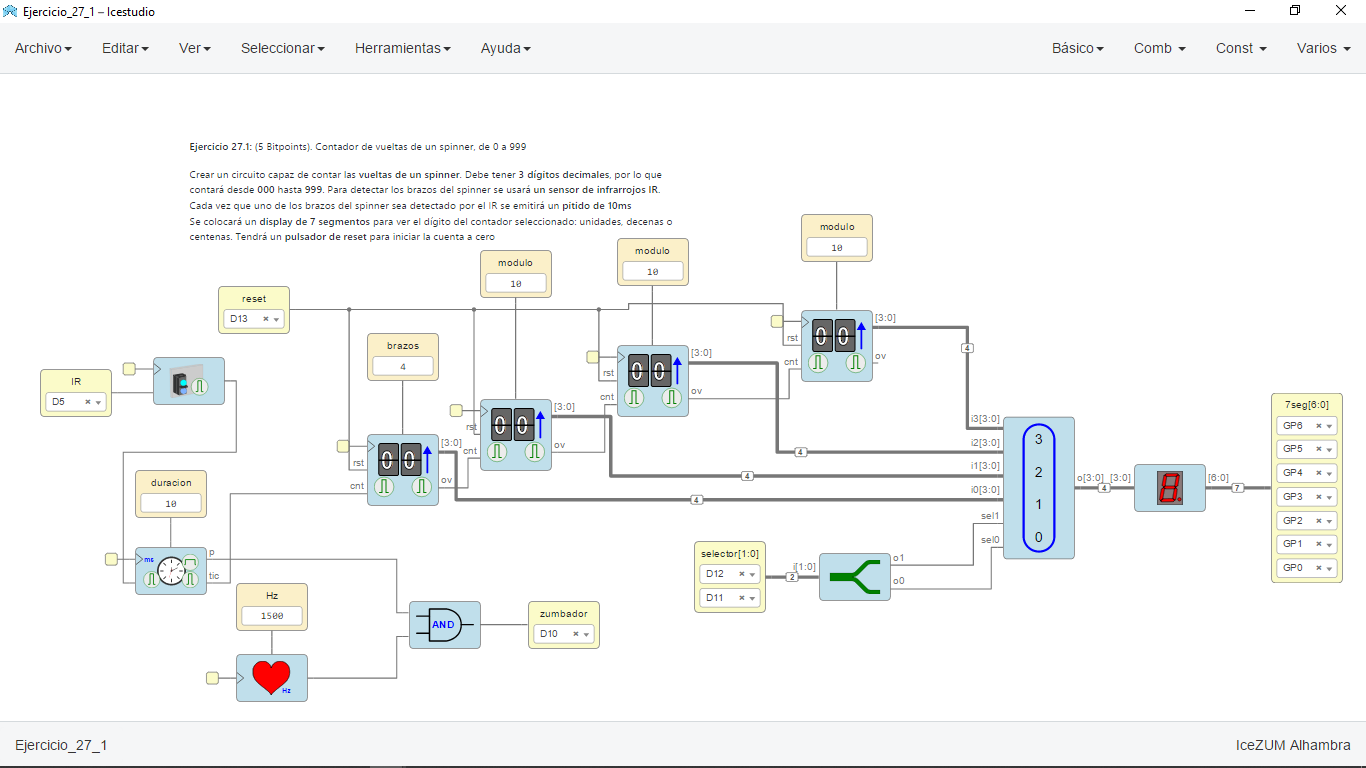 Ejercicio_27_1 – Icestudio
Archivo Editar Ver Seleccionar Herramientas Ayuda Básico Comb Const Varios
Ejercicio 27.1: (5 Bitpoints). Contador de vueltas de un spinner, de 0 a 999
Crear un circuito capaz de contar las vueltas de un spinner. Debe tener 3 dígitos decimales, por lo que
contará desde 000 hasta 999. Para detectar los brazos del spinner se usará un sensor de infrarrojos IR.
Cada vez que uno de los brazos del spinner sea detectado por el IR se emitirá un pitido de 10ms
Se colocará un display de 7 segmentos para ver el dígito del contador seleccionado: unidades, decenas o
centenas. Tendrá un pulsador de reset para iniciar la cuenta a cero
modulo
10
modulo
10
modulo
10
reset
D13
brazos
4
IR
D5
rst
cnt
[3:0]
ov
00
rst
cnt
[3:0]
ov
00
rst
cnt
[3:0]
ov
00
rst
cnt
[3:0]
ov
00
4
4
4
4
duracion
10
ms
p
tic
Hz
1500
Hz
AND
zumbador
D10
selector[1:0]
D12
D11
2
i[1:0]
o1
o0
i3[3:0]
i2[3:0]
i1[3:0]
i0[3:0]
sel1
sel0
3
2
1
0
o[3:0]
4
[3:0]
8.
[6:0]
7
7seg[6:0]
GP6
GP5
GP4
GP3
GP2
GP1
GP0
Ejercicio_27_1
IceZUM Alhambra